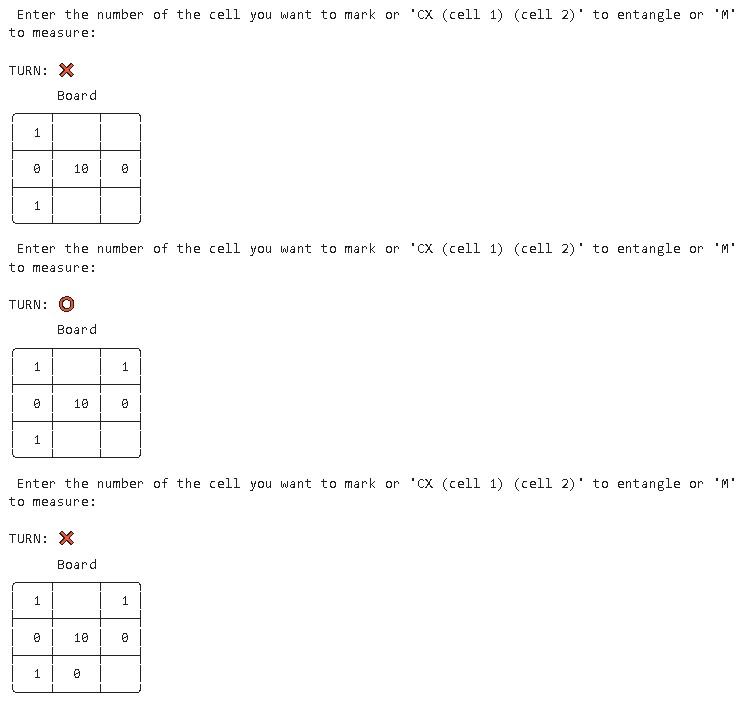 Enter the number of the cell you want to mark or 'CX (cell 1) (cell 2)' to entangle or 'M'
to measure:
TURN: ❌
Board
1
0 10 0
1
Enter the number of the cell you want to mark or 'CX (cell 1) (cell 2)' to entangle or 'M'
to measure:
TURN: ⭕
Board
1 1
0 10 0
1
Enter the number of the cell you want to mark or 'CX (cell 1) (cell 2)' to entangle or 'M'
to measure:
TURN: ❌
Board
1 1
0 10 0
1 0